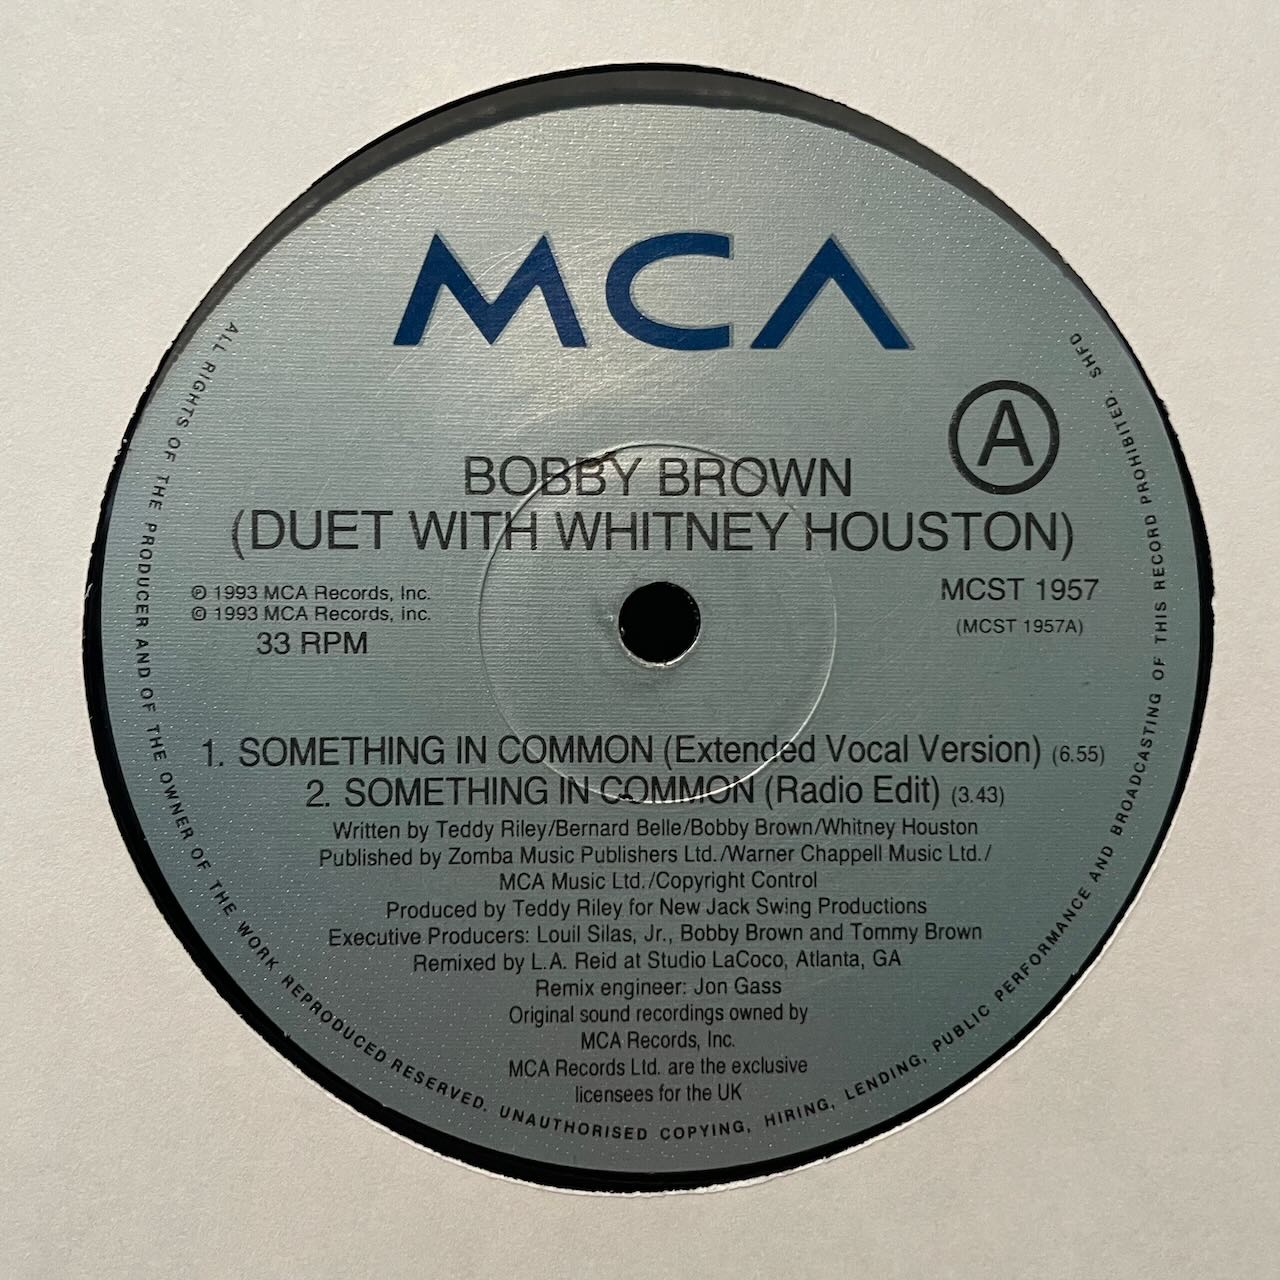 MCA
A
BOBBY BROWN
(DUET WITH WHITNEY HOUSTON)
℗ 1993 MCA Records, Inc.
© 1993 MCA Records, Inc.
33 RPM
MCST 1957
(MCST 1957A)
1. SOMETHING IN COMMON (Extended Vocal Version) (6.55)
2. SOMETHING IN COMMON (Radio Edit) (3.43)
Written by Teddy Riley/Bernard Belle/Bobby Brown/Whitney Houston
Published by Zomba Music Publishers Ltd./Warner Chappell Music Ltd./
MCA Music Ltd./Copyright Control
Produced by Teddy Riley for New Jack Swing Productions
Executive Producers: Louil Silas, Jr., Bobby Brown and Tommy Brown
Remixed by L.A. Reid at Studio LaCoco, Atlanta, GA
Remix engineer: Jon Gass
Original sound recordings owned by
MCA Records, Inc.
MCA Records Ltd. are the exclusive
licensees for the UK
ALL RIGHTS OF THE PRODUCER AND OF THE OWNER OF THE WORK REPRODUCED RESERVED. UNAUTHORISED COPYING, HIRING, LENDING, PUBLIC PERFORMANCE AND BROADCASTING OF THIS RECORD PROHIBITED. SHFD